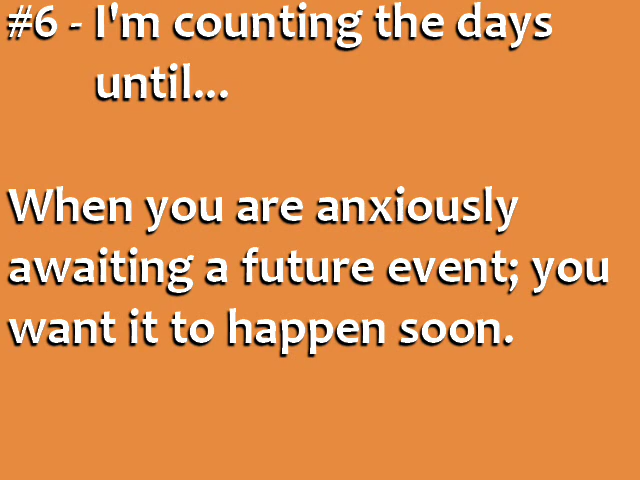 #6 - I'm counting the days
until...
When you are anxiously
awaiting a future event; you
want it to happen soon.